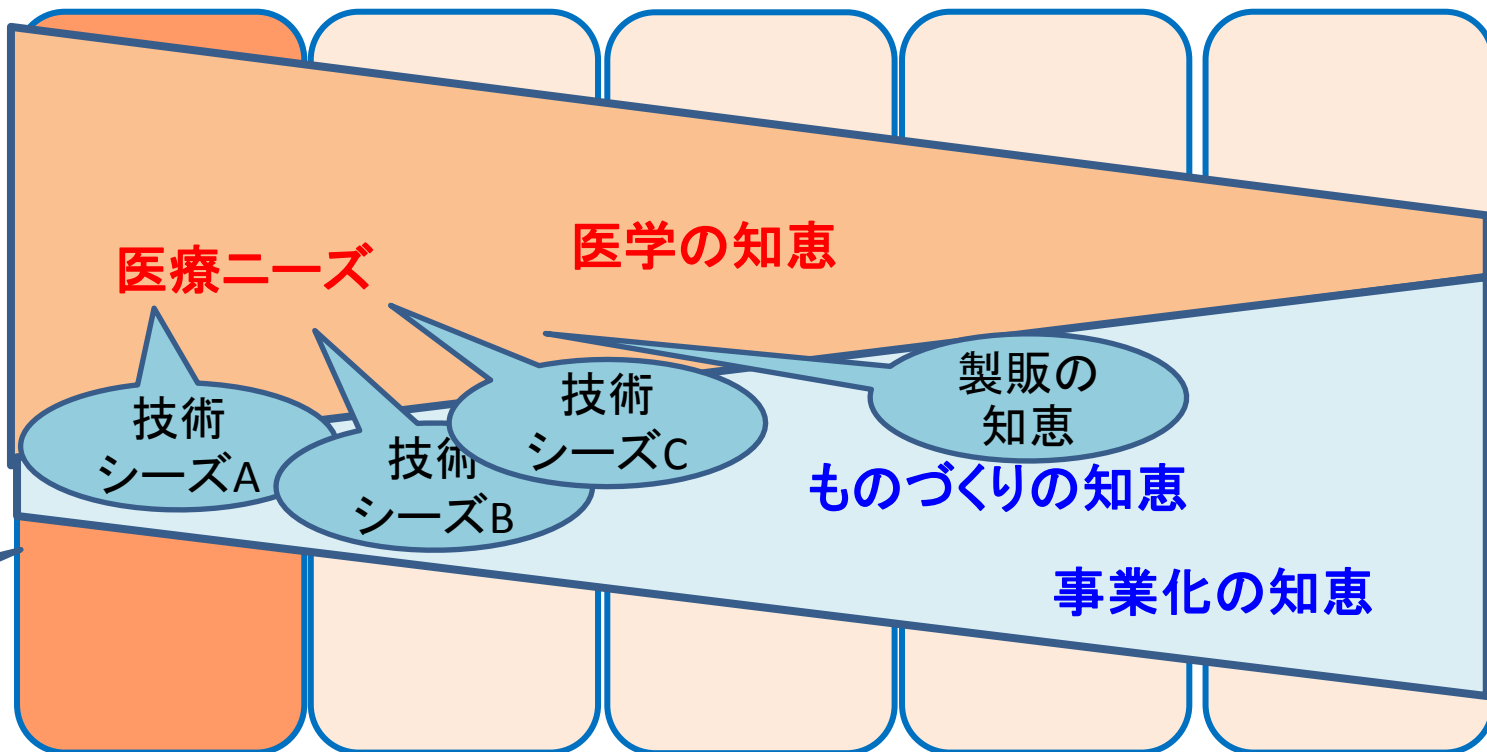 医療ニーズ
医学の知恵
技術
シーズA
技術
シーズB
技術
シーズC
製販の
知恵
ものづくりの知恵
事業化の知恵